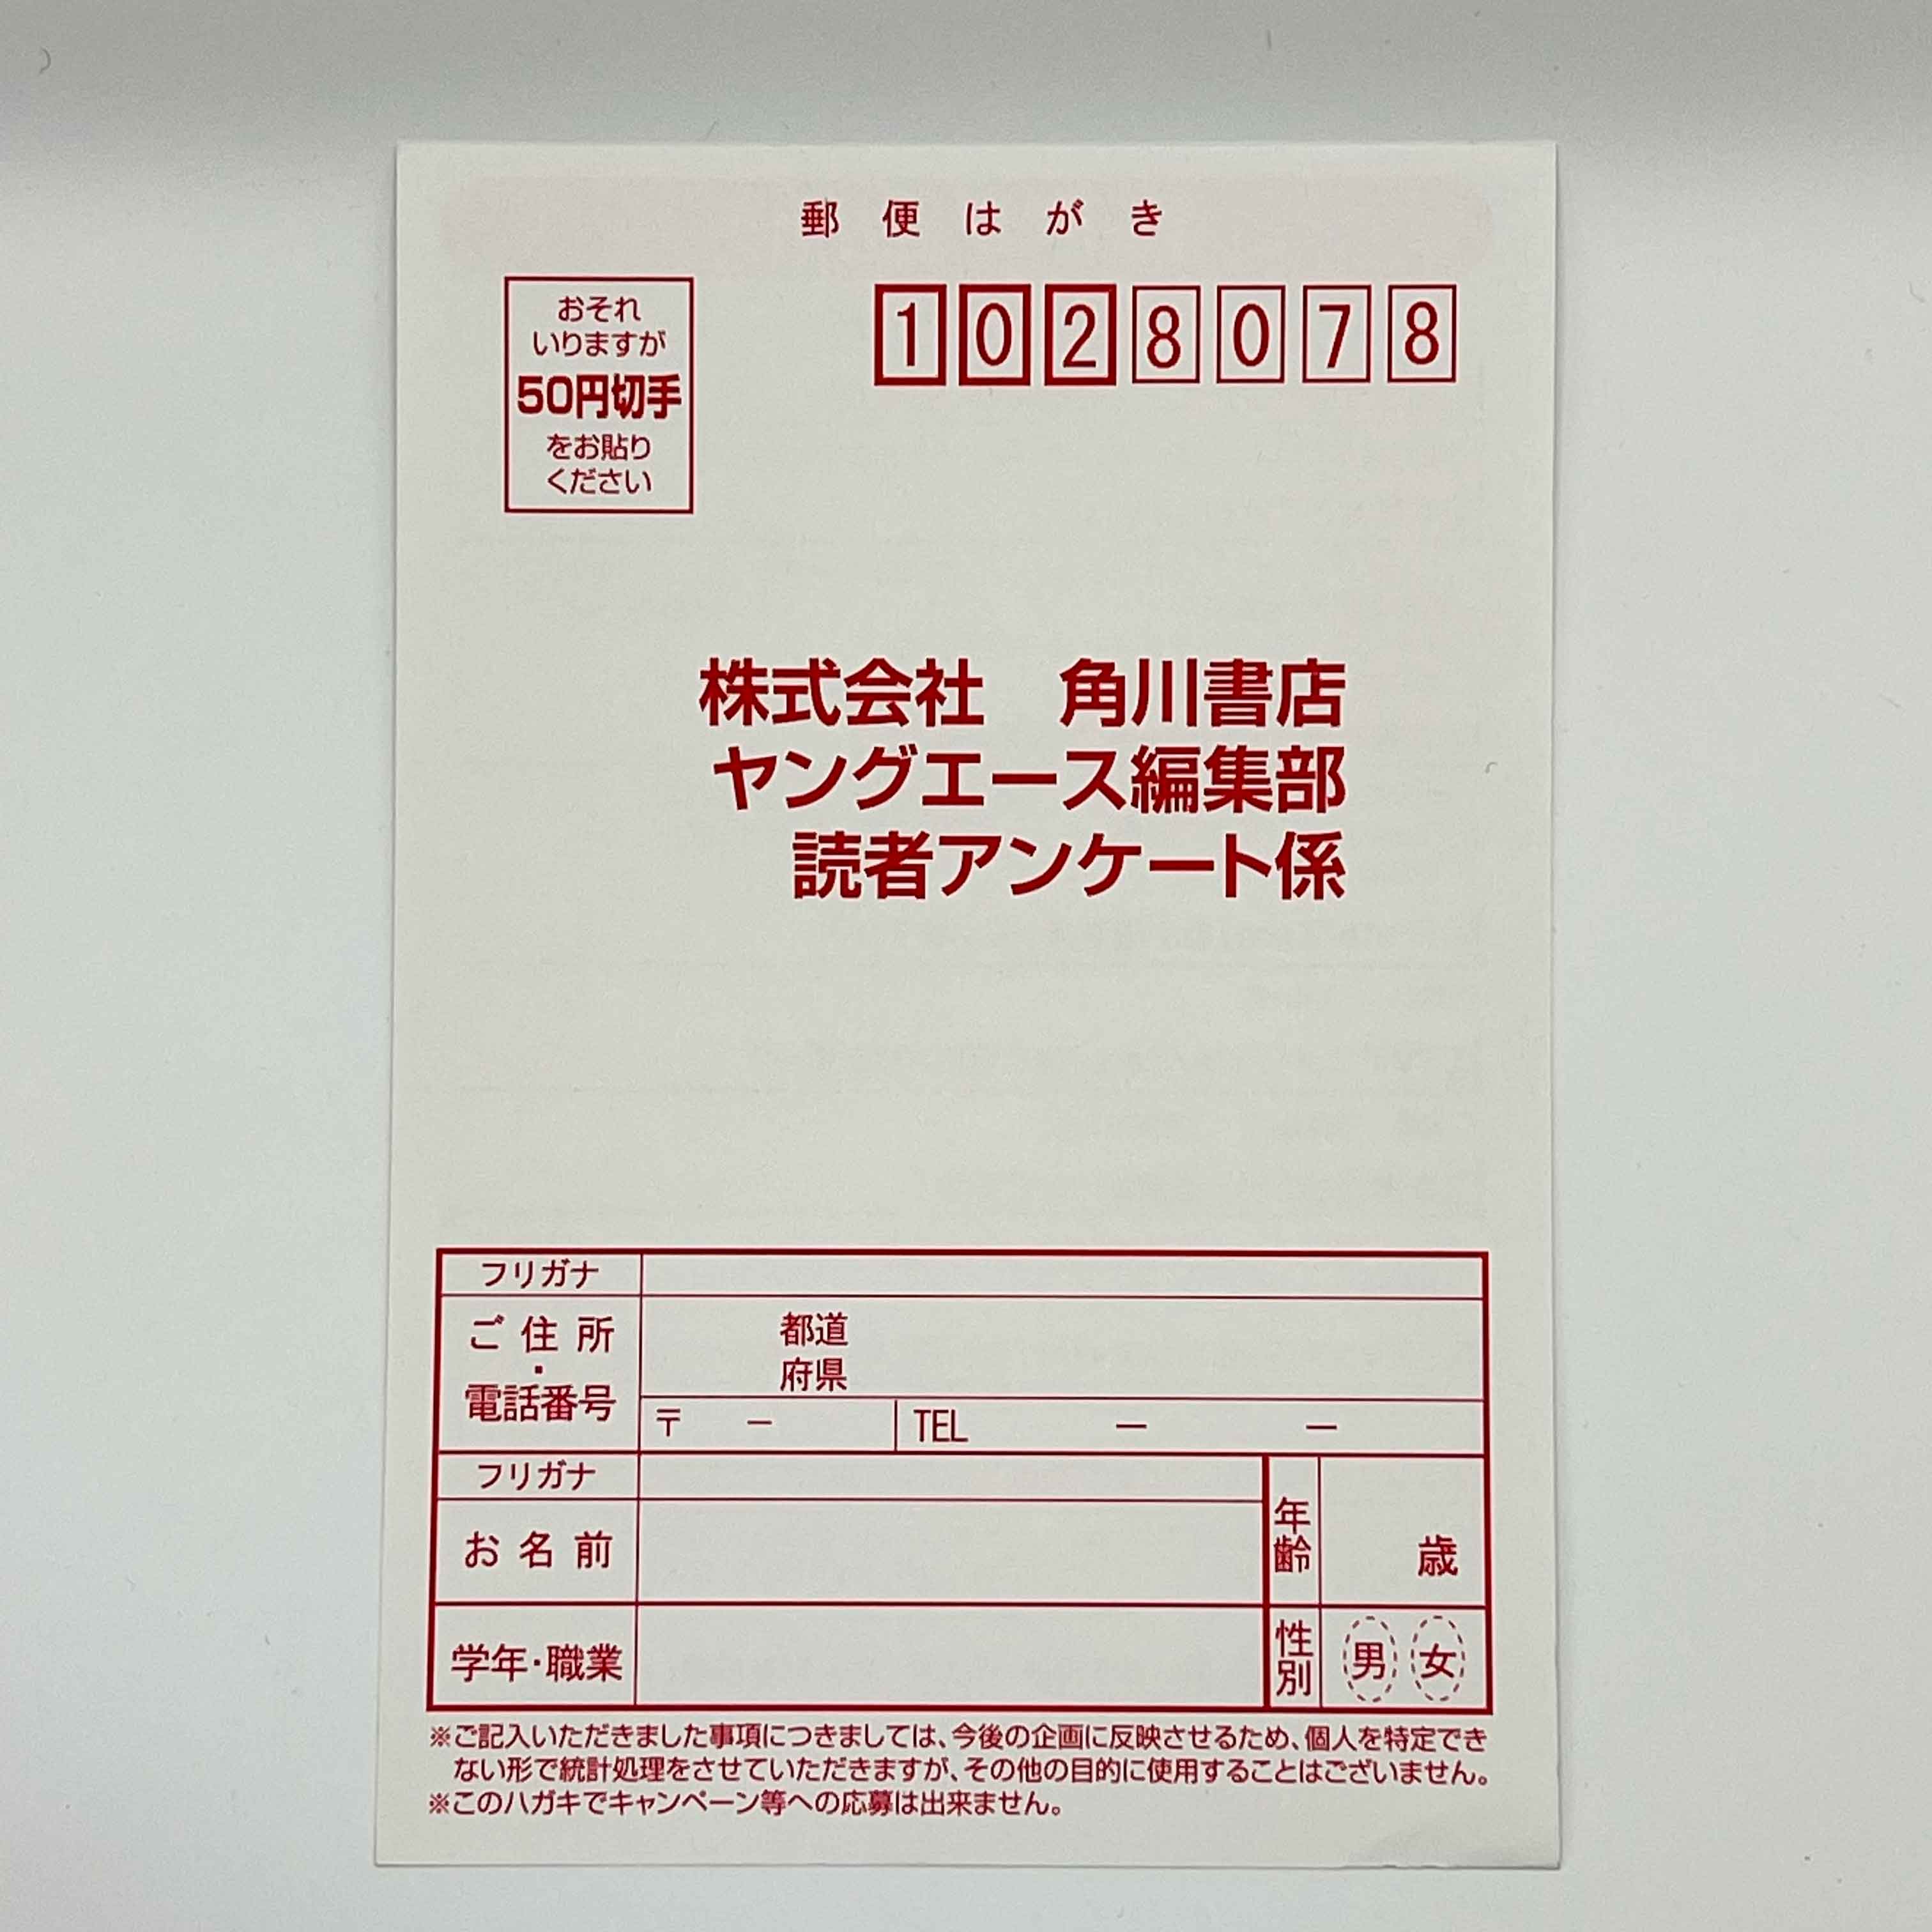 郵便はがき
おそれ
いりますが
50円切手
をお貼り
ください
1028078
株式会社　角川書店
ヤングエース編集部
読者アンケート係
フリガナ
ご住所
・
電話番号
都道
府県
〒　－　TEL　－　－
フリガナ
お名前
年齢
歳
学年・職業
性別
男 女
※ご記入いただきました事項につきましては、今後の企画に反映させるため、個人を特定でき
ない形で統計処理をさせていただきますが、その他の目的に使用することはございません。
※このハガキでキャンペーン等への応募は出来ません。